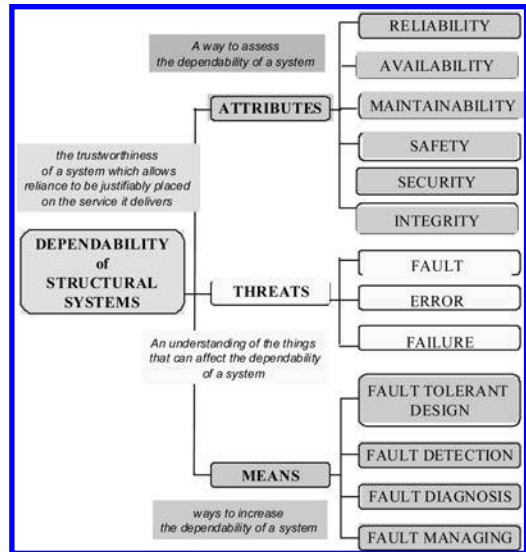 RELIABILITY
A way to assess
the dependability of a system
AVAILABILITY
ATTRIBUTES
MAINTAINABILITY
SAFETY
the trustworthiness
of a system which allows
reliance to be justifiably placed
on the service it delivers
SECURITY
INTEGRITY
DEPENDABILITY
of
STRUCTURAL
SYSTEMS
FAULT
THREATS
ERROR
An understanding of the things
that can affect the dependability
of a system
FAILURE
FAULT TOLERANT
DESIGN
MEANS
FAULT DETECTION
FAULT DIAGNOSIS
ways to increase
the dependability of a system
FAULT MANAGING